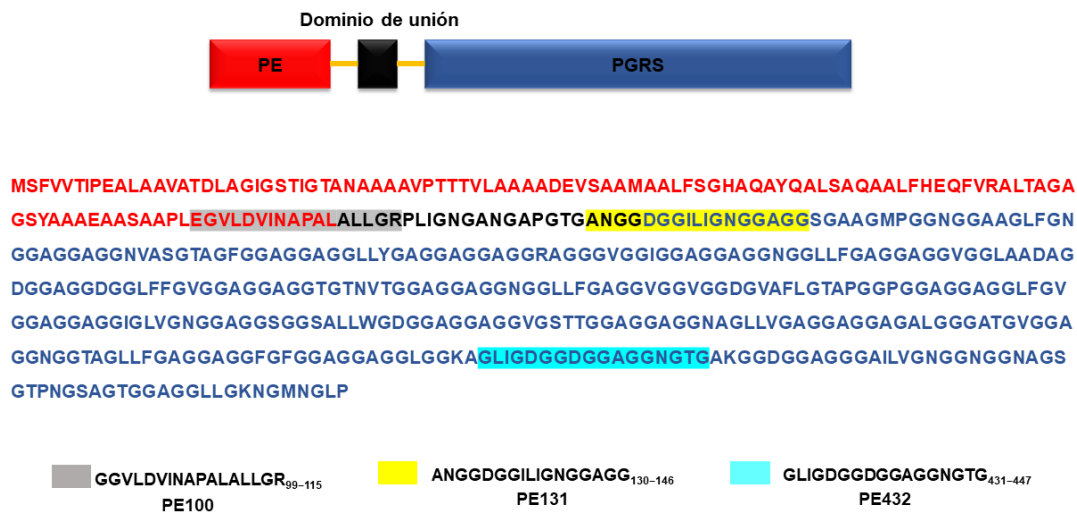 Dominio de unión
PE
PGRS
MSFVVTIPEALAAVATDLAGIGSTIGTANAAAAVPTTTVLAAAADEVSAAMAALFSGHAQAYQALSAQAALFHEQFVRALTAGA
GSYAAAEAASAAPLEGVLDVINAPALALLGRPLIGNGANGAPGTGANGGDGGILIGNGGAGGSGAAGMPGGNGGAAGLFGN
GGAGGAGGNVASGTAGFGGAGGAGGLLYGAGGAGGAGGRAGGGVGGIGGAGGAGGNGGLLFGAGGAGGVGGLAADAG
DGGAGGDGGLFFGVGGAGGAGGTGTNVTGGAGGAGGNGGLLFGAGGVGGVGGDGVAFLGTAPGGPGGAGGAGGLFGV
GGAGGAGGIGLVGNGGAGGSGGSALLWGDGGAGGAGGVGSTTGGAGGAGGNAGLLVGAGGAGGAGALGGGATGVGGA
GGNGGTAGLLFGAGGAGGFGFGGAGGAGGLGGKAGLIGDGGDGGAGGNGTGAKGGDGGAGGGAILVGNGGNGGNAGS
GTPNGSAGTGGAGGLLGKNGMNGLP
GGVLDVINAPALALLGR99–115
ANGGDGGILIGNGGAGG130–146
GLIGDGGDGGAGGNGTG431–447
PE100
PE131
PE432